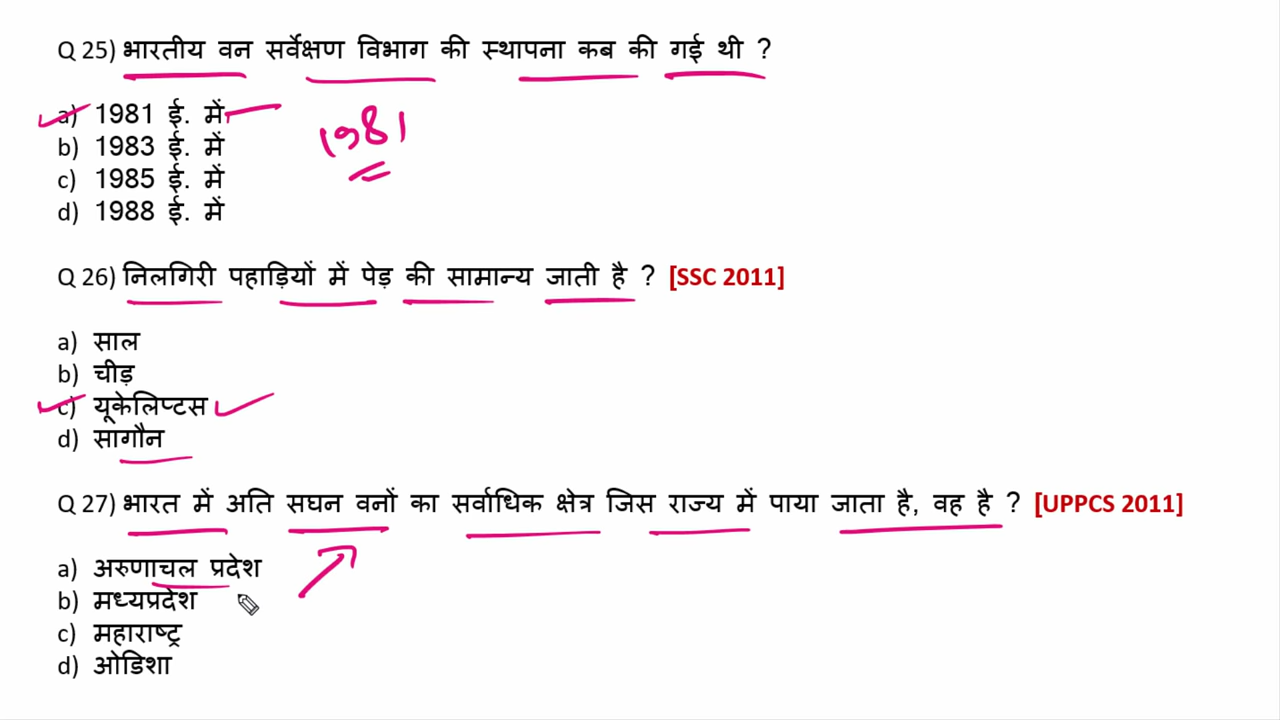 Q 25) भारतीय वन सर्वेक्षण विभाग की स्थापना कब की गई थी ?
a) 1981 ई. में
1981
b) 1983 ई. में
c) 1985 ई. में
d) 1988 ई. में
Q 26) निलगिरी पहाड़ियों में पेड़ की सामान्य जाती है ? [SSC 2011]
a) साल
b) चीड़
c) यूकेलिप्टस
d) सागौन
Q 27) भारत में अति सघन वनों का सर्वाधिक क्षेत्र जिस राज्य में पाया जाता है, वह है ? [UPPCS 2011]
a) अरुणाचल प्रदेश
b) मध्यप्रदेश
c) महाराष्ट्र
d) ओडिशा